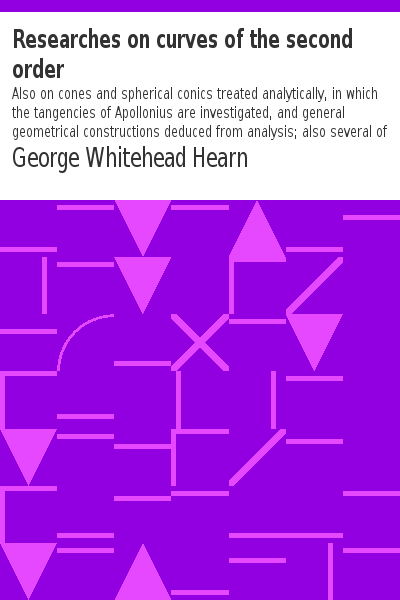 Researches on curves of the second
order
Also on cones and spherical conics treated analytically, in which
the tangencies of Apollonius are investigated, and general
geometrical constructions deduced from analysis; also several of
George Whitehead Hearn